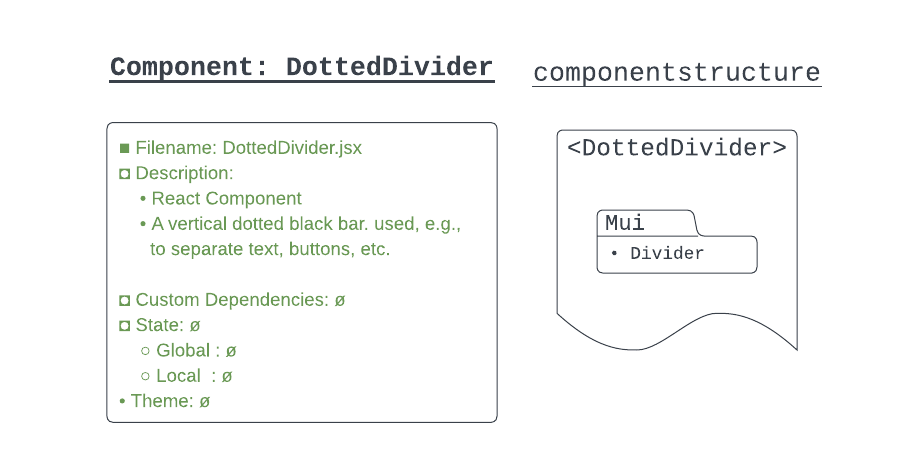 Component: DottedDivider
componentstructure
■ Filename: DottedDivider.jsx
◘ Description:
• React Component
• A vertical dotted black bar. used, e.g.,
to separate text, buttons, etc.
◘ Custom Dependencies: ø
◘ State: ø
○ Global : ø
○ Local  : ø
• Theme: ø
<DottedDivider>
Mui
• Divider